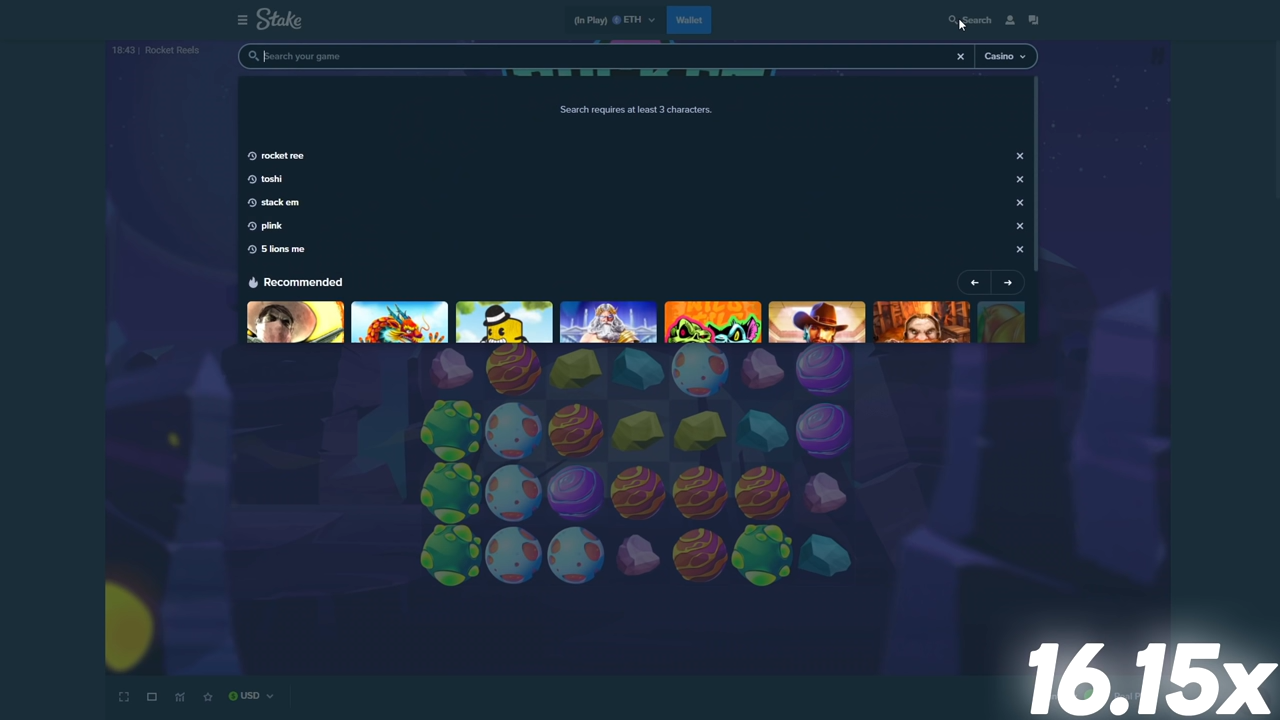 Stake
(In Play) ETH
Wallet
Search
18:43 | Rocket Reels
Search your game
Casino
Search requires at least 3 characters.
rocket ree
toshi
stack em
plink
5 lions me
Recommended
USD
16.15x